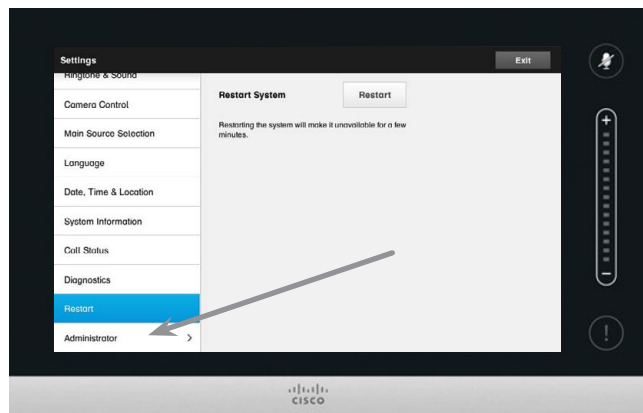 Settings
Exit
Ringtone & Sound
Camera Control
Main Source Selection
Language
Date, Time & Location
System Information
Call Status
Diagnostics
Restart
Administrator >
Restart System
Restart
Restarting the system will make it unavailable for a few
minutes.
+
-
!
CISCO